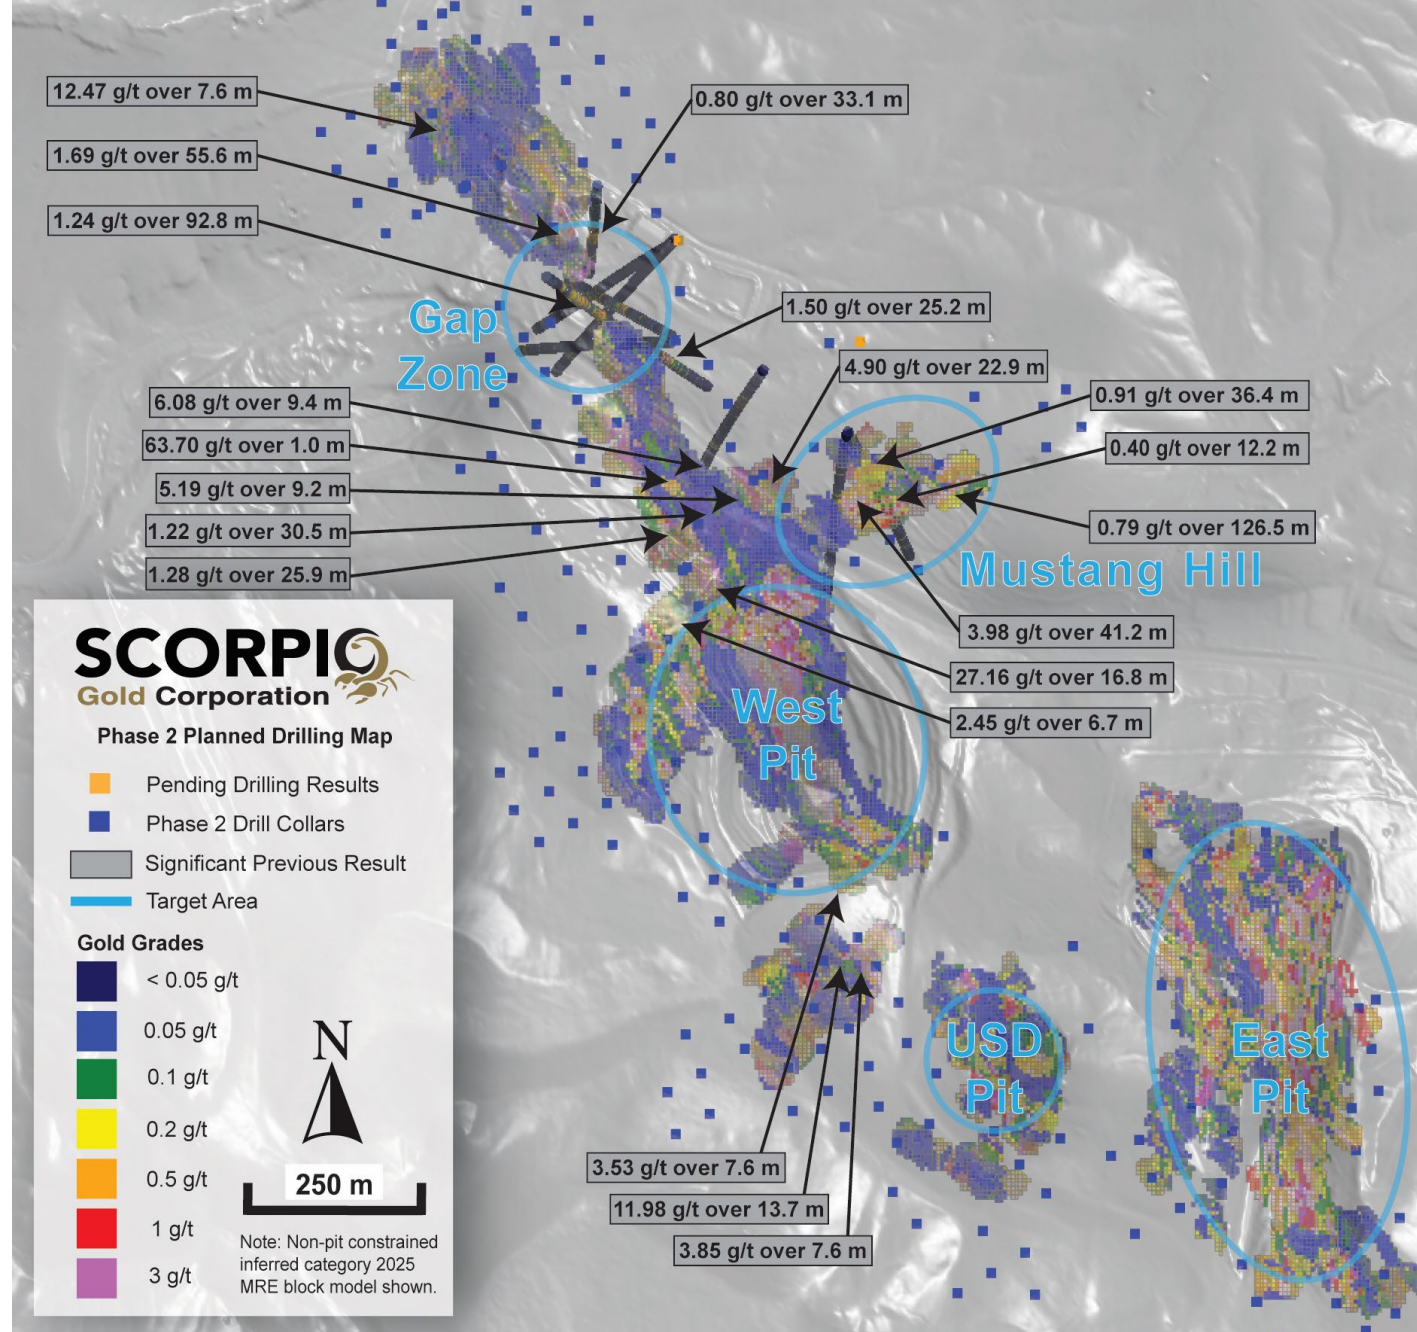 12.47 g/t over 7.6 m
0.80 g/t over 33.1 m
1.69 g/t over 55.6 m
1.24 g/t over 92.8 m
Gap
Zone
1.50 g/t over 25.2 m
4.90 g/t over 22.9 m
6.08 g/t over 9.4 m
0.91 g/t over 36.4 m
63.70 g/t over 1.0 m
0.40 g/t over 12.2 m
5.19 g/t over 9.2 m
1.22 g/t over 30.5 m
0.79 g/t over 126.5 m
1.28 g/t over 25.9 m
Mustang Hill
3.98 g/t over 41.2 m
27.16 g/t over 16.8 m
2.45 g/t over 6.7 m
West
Pit
SCORPIO
Gold Corporation
Phase 2 Planned Drilling Map
Pending Drilling Results
Phase 2 Drill Collars
Significant Previous Result
Target Area
Gold Grades
< 0.05 g/t
0.05 g/t
0.1 g/t
0.2 g/t
0.5 g/t
1 g/t
3 g/t
N
250 m
Note: Non-pit constrained
inferred category 2025
MRE block model shown.
USD
Pit
East
Pit
3.53 g/t over 7.6 m
11.98 g/t over 13.7 m
3.85 g/t over 7.6 m